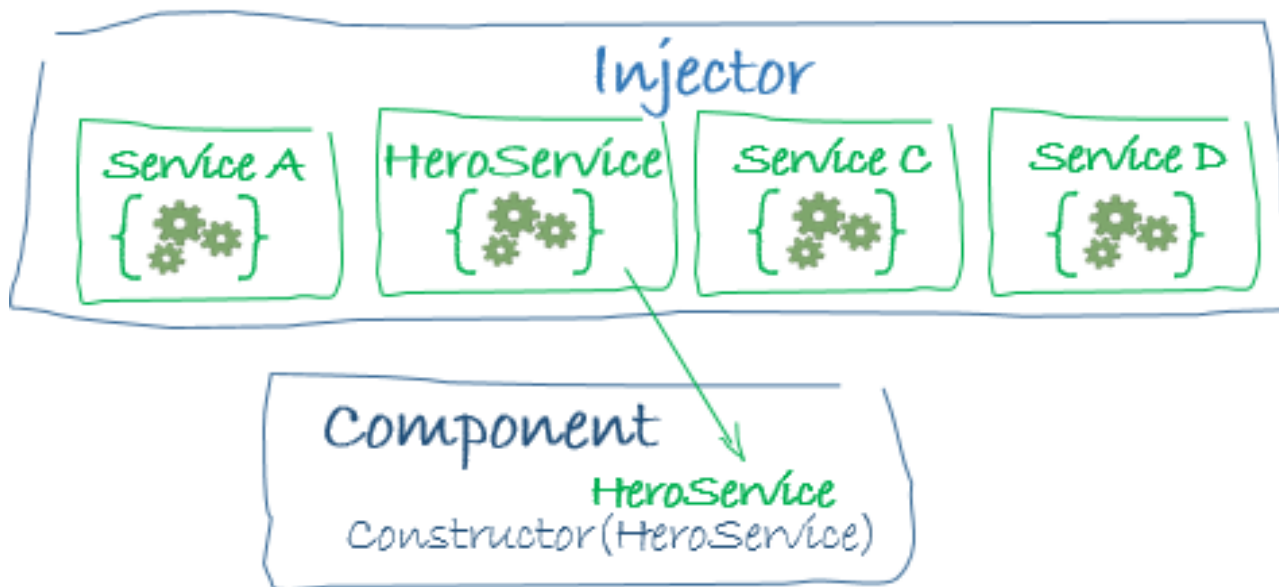 Injector
Service A
HeroService
Service C
Service D
Component
HeroService
Constructor(HeroService)